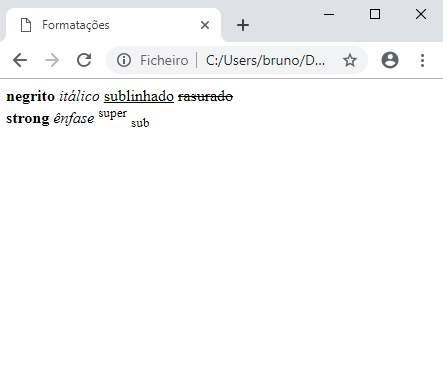 Formatações
Ficheiro C:/Users/bruno/D...
negrito itálico sublinhado rasurado
strong ênfase super sub